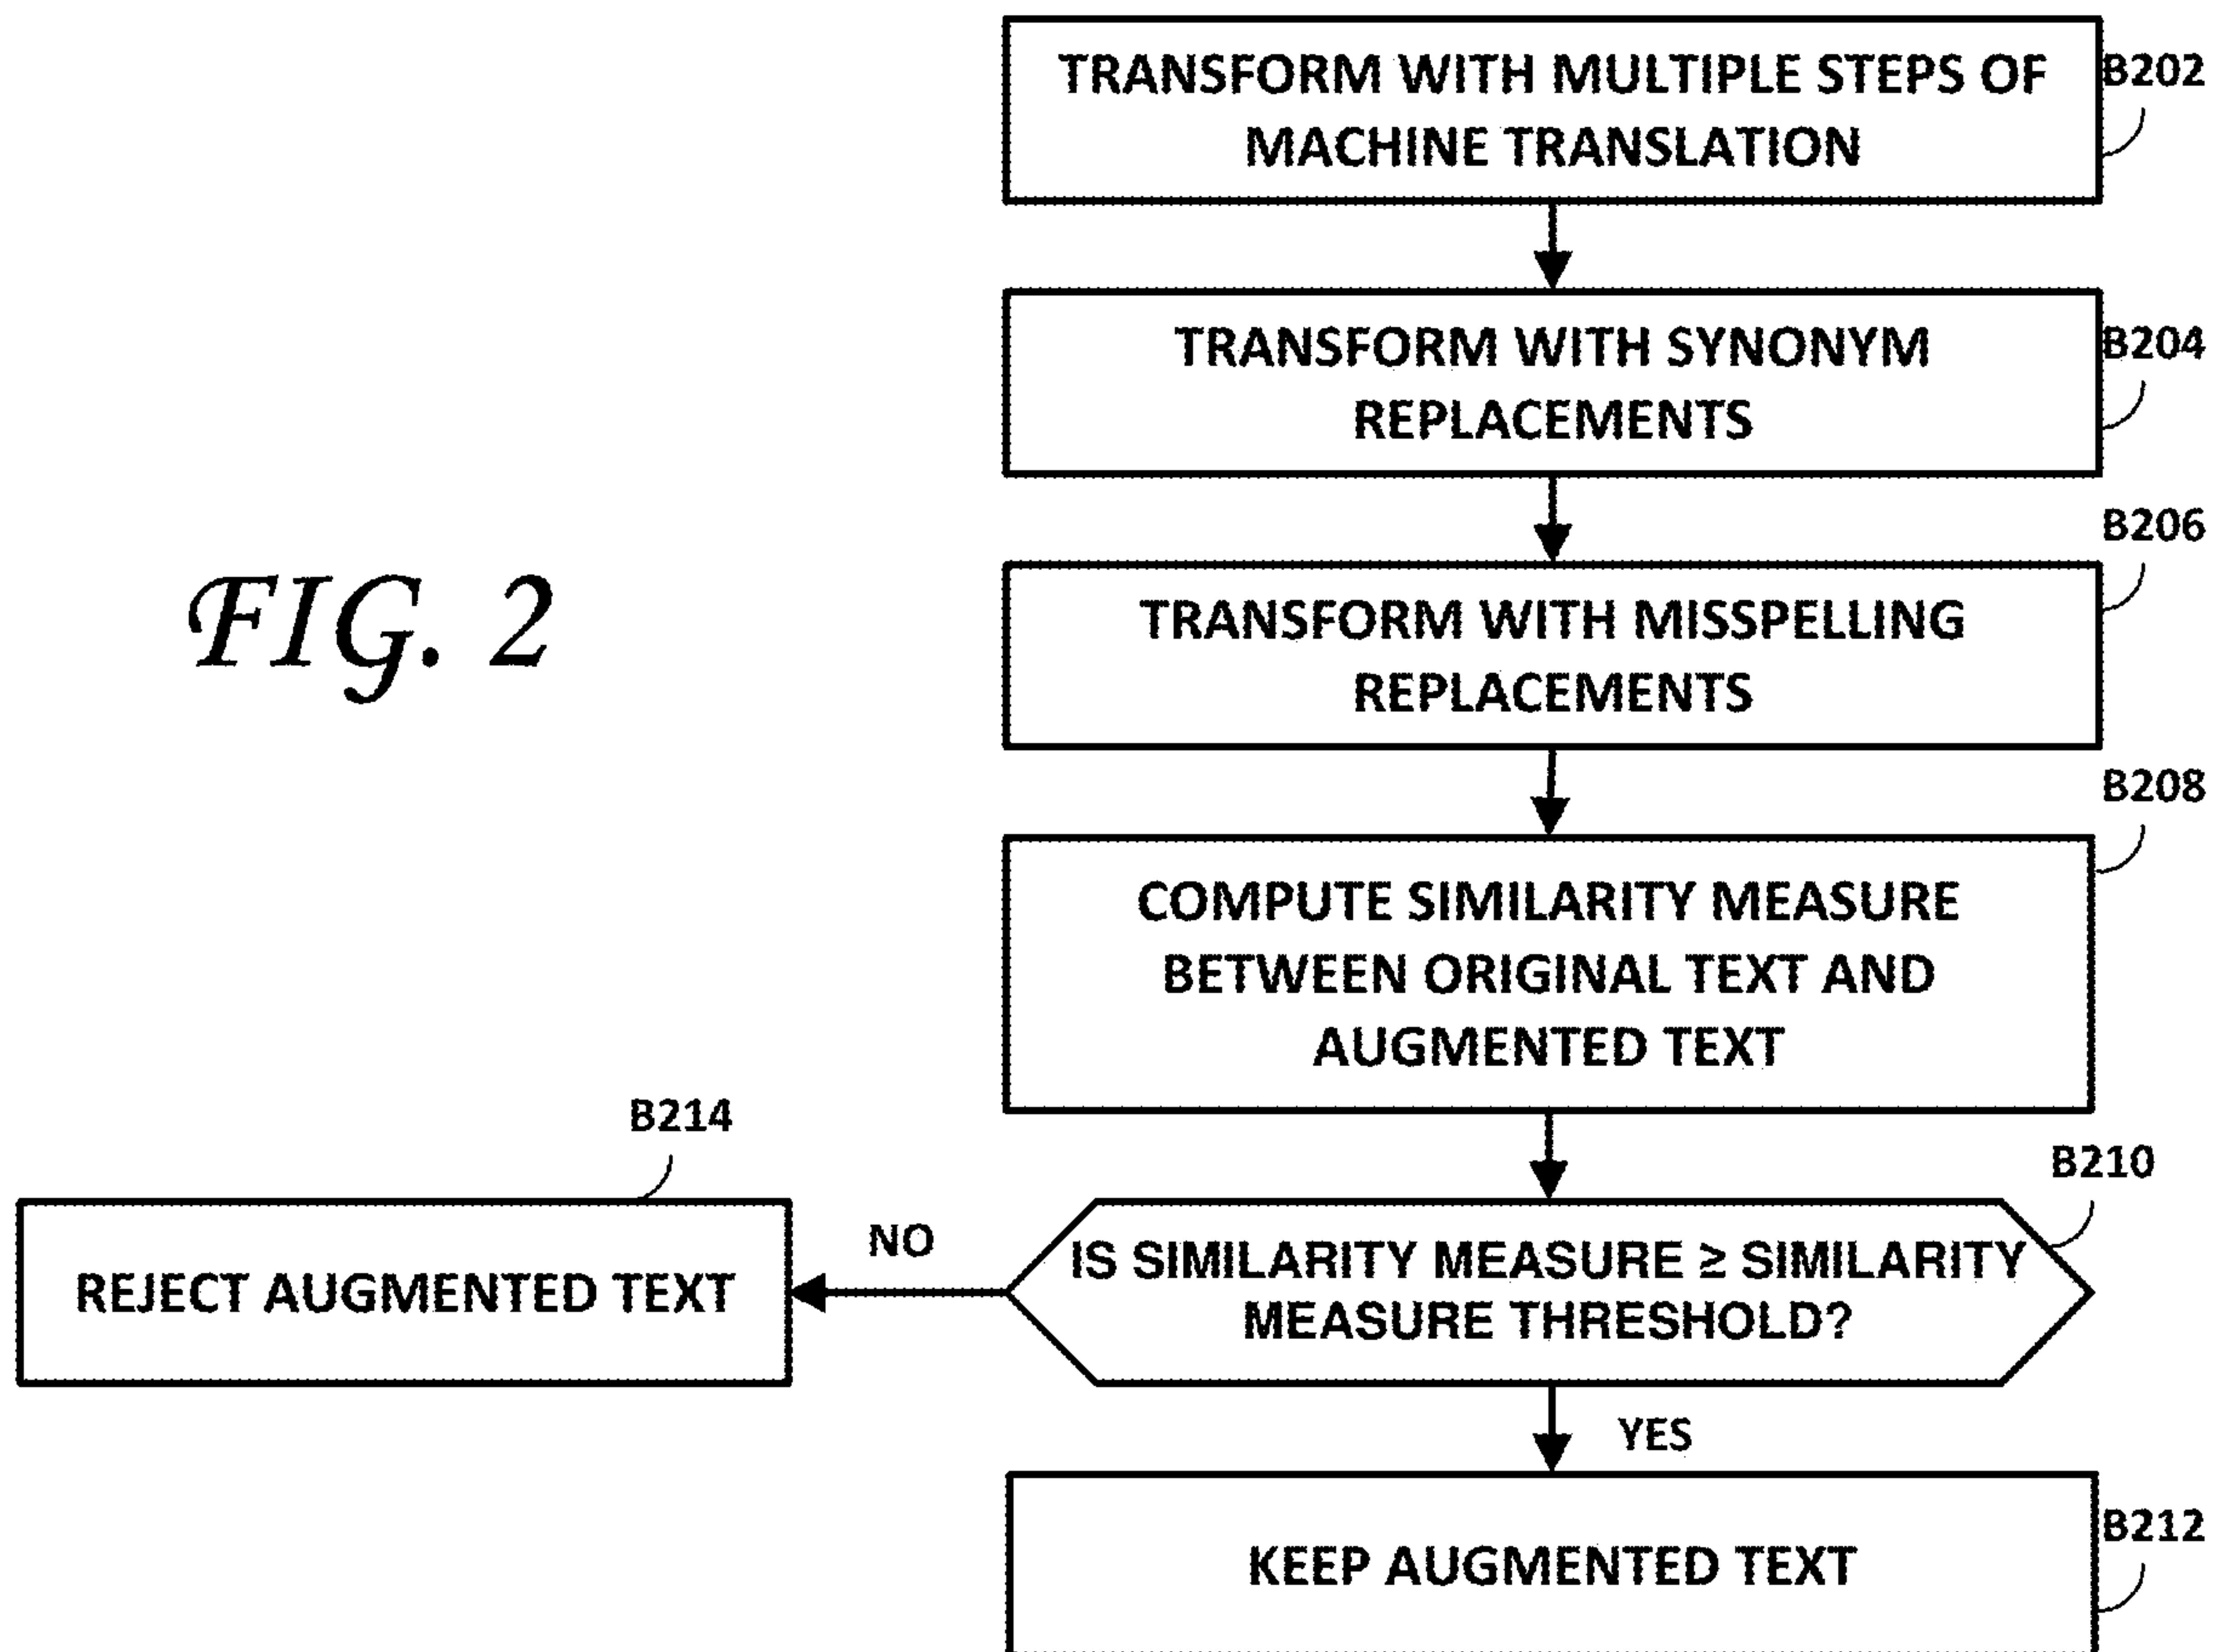 TRANSFORM WITH MULTIPLE STEPS OF
MACHINE TRANSLATION
B202
TRANSFORM WITH SYNONYM
REPLACEMENTS
B204
TRANSFORM WITH MISSPELLING
REPLACEMENTS
B206
FIG. 2
COMPUTE SIMILARITY MEASURE
BETWEEN ORIGINAL TEXT AND
AUGMENTED TEXT
B208
IS SIMILARITY MEASURE ≥ SIMILARITY
MEASURE THRESHOLD?
B210
NO
REJECT AUGMENTED TEXT
B214
YES
KEEP AUGMENTED TEXT
B212